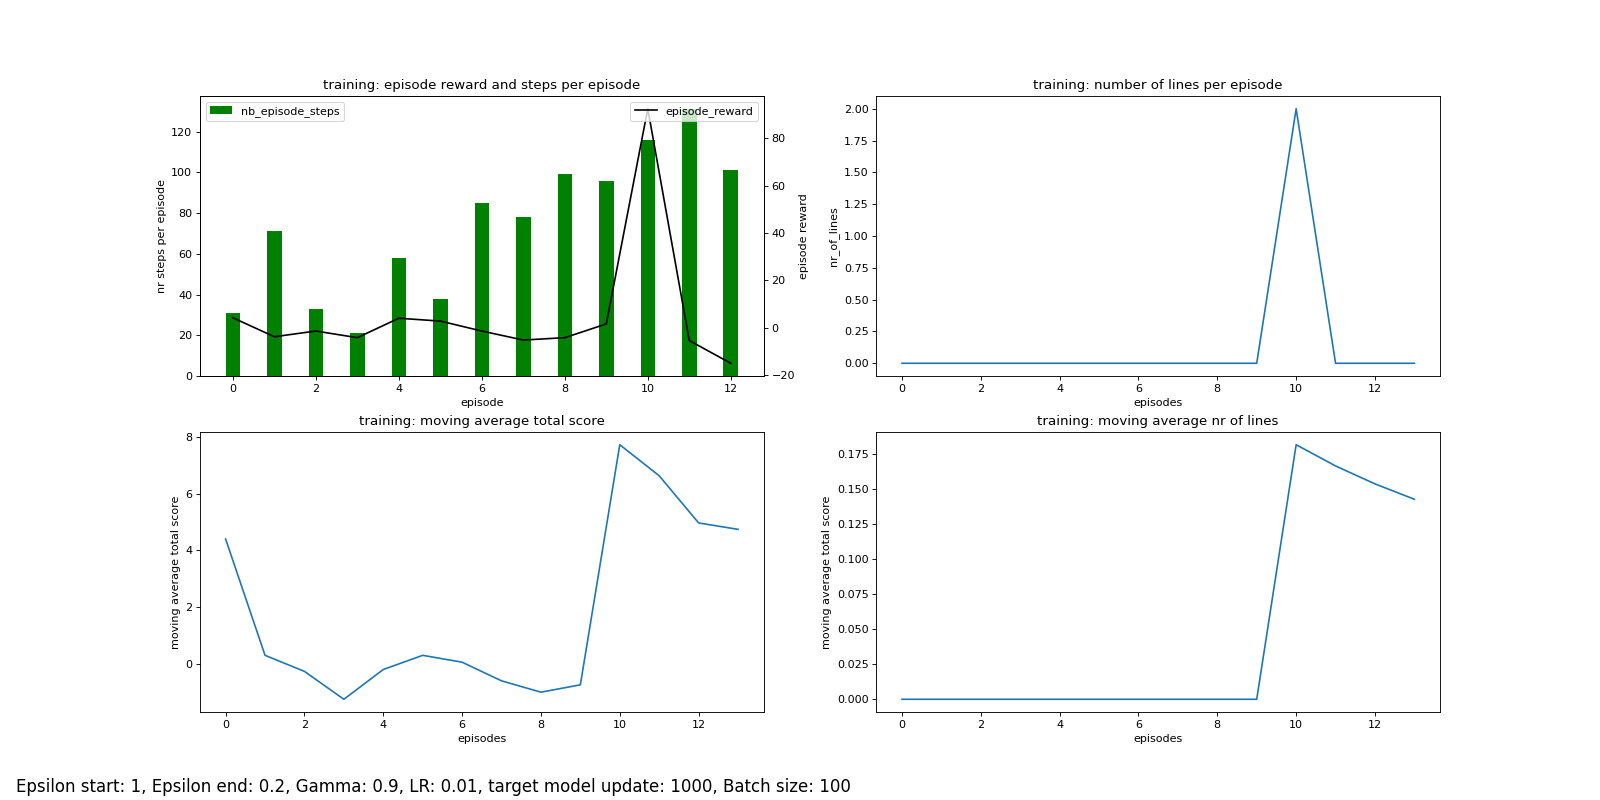 training: episode reward and steps per episode
nb_episode_steps
episode_reward
120
100
80
60
40
20
0
nr steps per episode
80
60
40
20
0
−20
episode reward
0 2 4 6 8 10 12
episode
training: number of lines per episode
2.00
1.75
1.50
1.25
1.00
0.75
0.50
0.25
0.00
nr_of_lines
0 2 4 6 8 10 12
episodes
training: moving average total score
8
6
4
2
0
moving average total score
0 2 4 6 8 10 12
episodes
training: moving average nr of lines
0.175
0.150
0.125
0.100
0.075
0.050
0.025
0.000
moving average total score
0 2 4 6 8 10 12
episodes
Epsilon start: 1, Epsilon end: 0.2, Gamma: 0.9, LR: 0.01, target model update: 1000, Batch size: 100